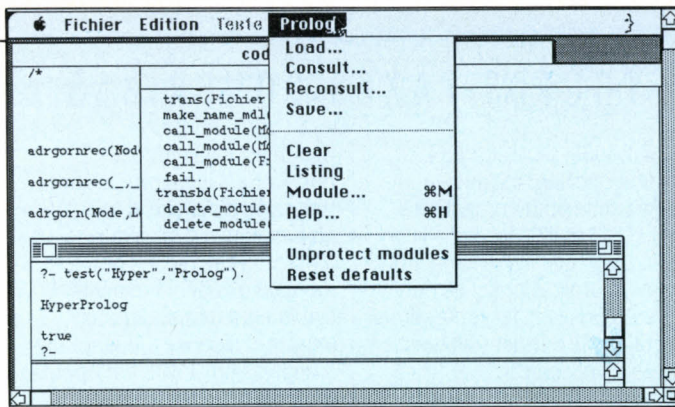 Fichier Edition Texte Prolog
cod
/*
trans(Fichier
make_name_mdl
call_module(Mo
adrgornrec(Node
call_module(Mo
call_module(F:
adrgornrec(_,_
fail.
transbd(Fichier
adrgorn(Node,L
delete_module
delete_module
Load...
Consult...
Reconsult...
Save...
Clear
Listing
Module... ⌘M
Help... ⌘H
Unprotect modules
Reset defaults
?- test("Hyper","Prolog").
HyperProlog
true
?-